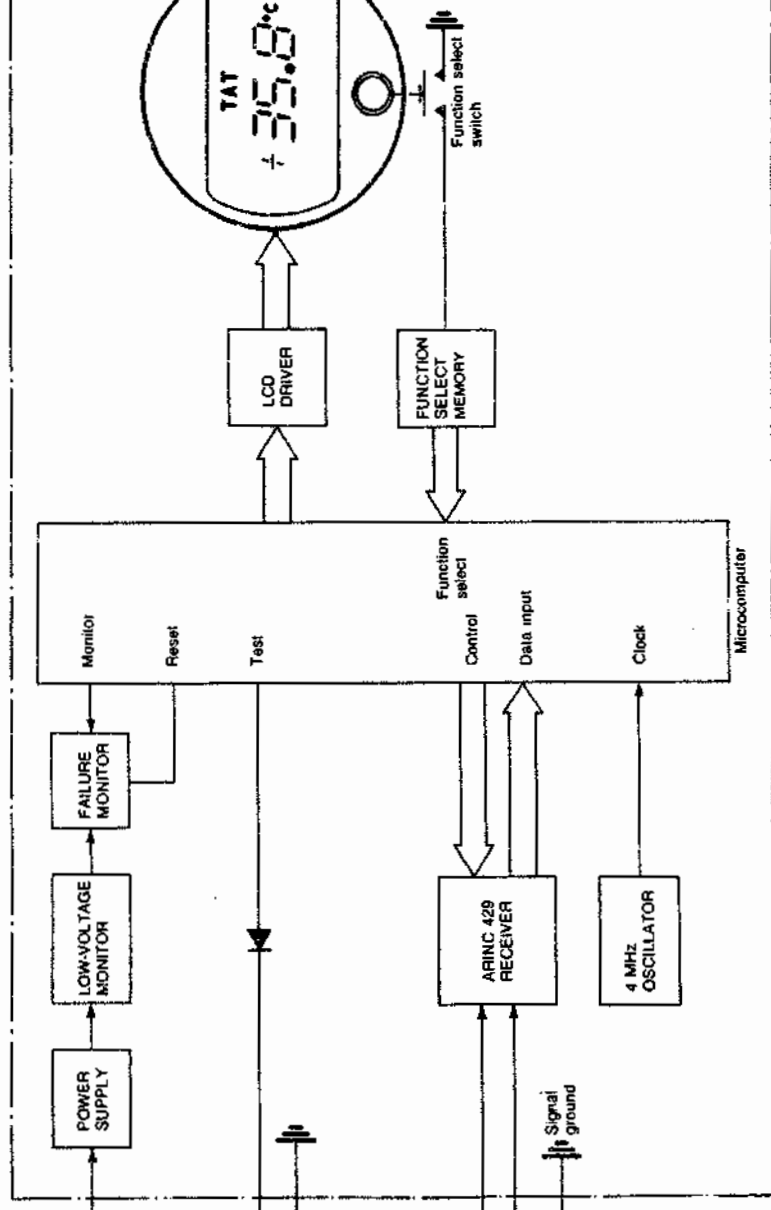 POWER
SUPPLY
LOW-VOLTAGE
MONITOR
FAILURE
MONITOR
Monitor
Reset
Test
Control
Data input
Clock
Function
select
Microcomputer
ARINC 429
RECEIVER
4 MHz
OSCILLATOR
Signal
ground
LCD
DRIVER
FUNCTION
SELECT
MEMORY
TAT
+35.8°C
Function select
switch